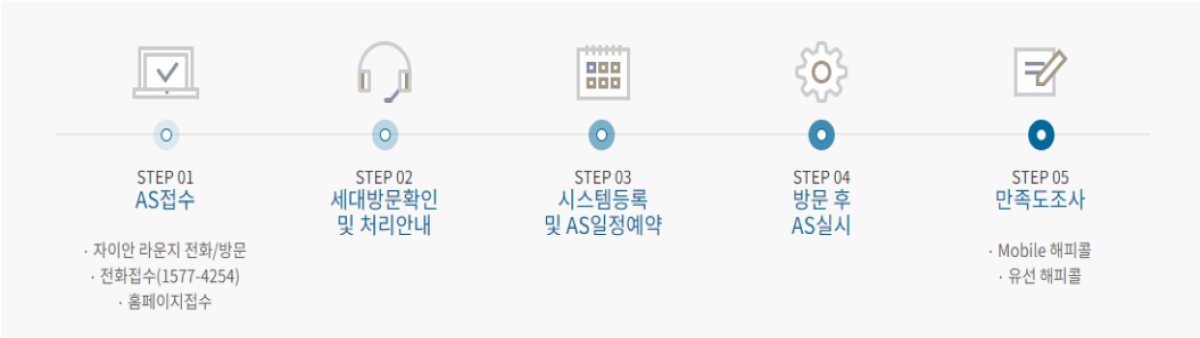 STEP 01
AS접수
· 자이안 라운지 전화/방문
· 전화접수(1577-4254)
· 홈페이지접수
STEP 02
세대방문확인
및 처리안내
STEP 03
시스템등록
및 AS일정예약
STEP 04
방문 후
AS실시
STEP 05
만족도조사
· Mobile 해피콜
· 유선 해피콜